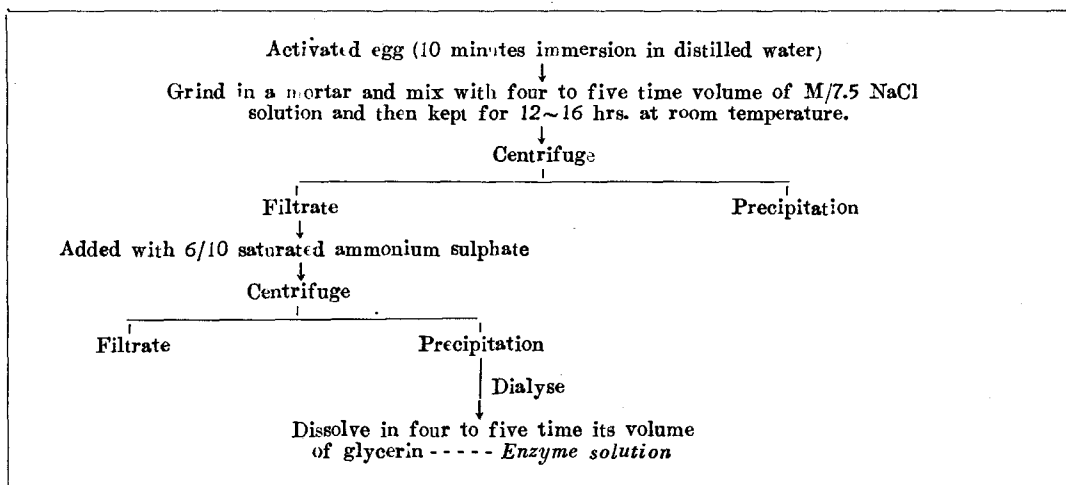 Activated egg (10 minutes immersion in distilled water)
Grind in a mortar and mix with four to five time volume of M/7.5 NaCl
solution and then kept for 12~16 hrs. at room temperature.
Centrifuge
Filtrate Precipitation
Added with 6/10 saturated ammonium sulphate
Centrifuge
Filtrate Precipitation
Dialyse
Dissolve in four to five time its volume
of glycerin ----- Enzyme solution